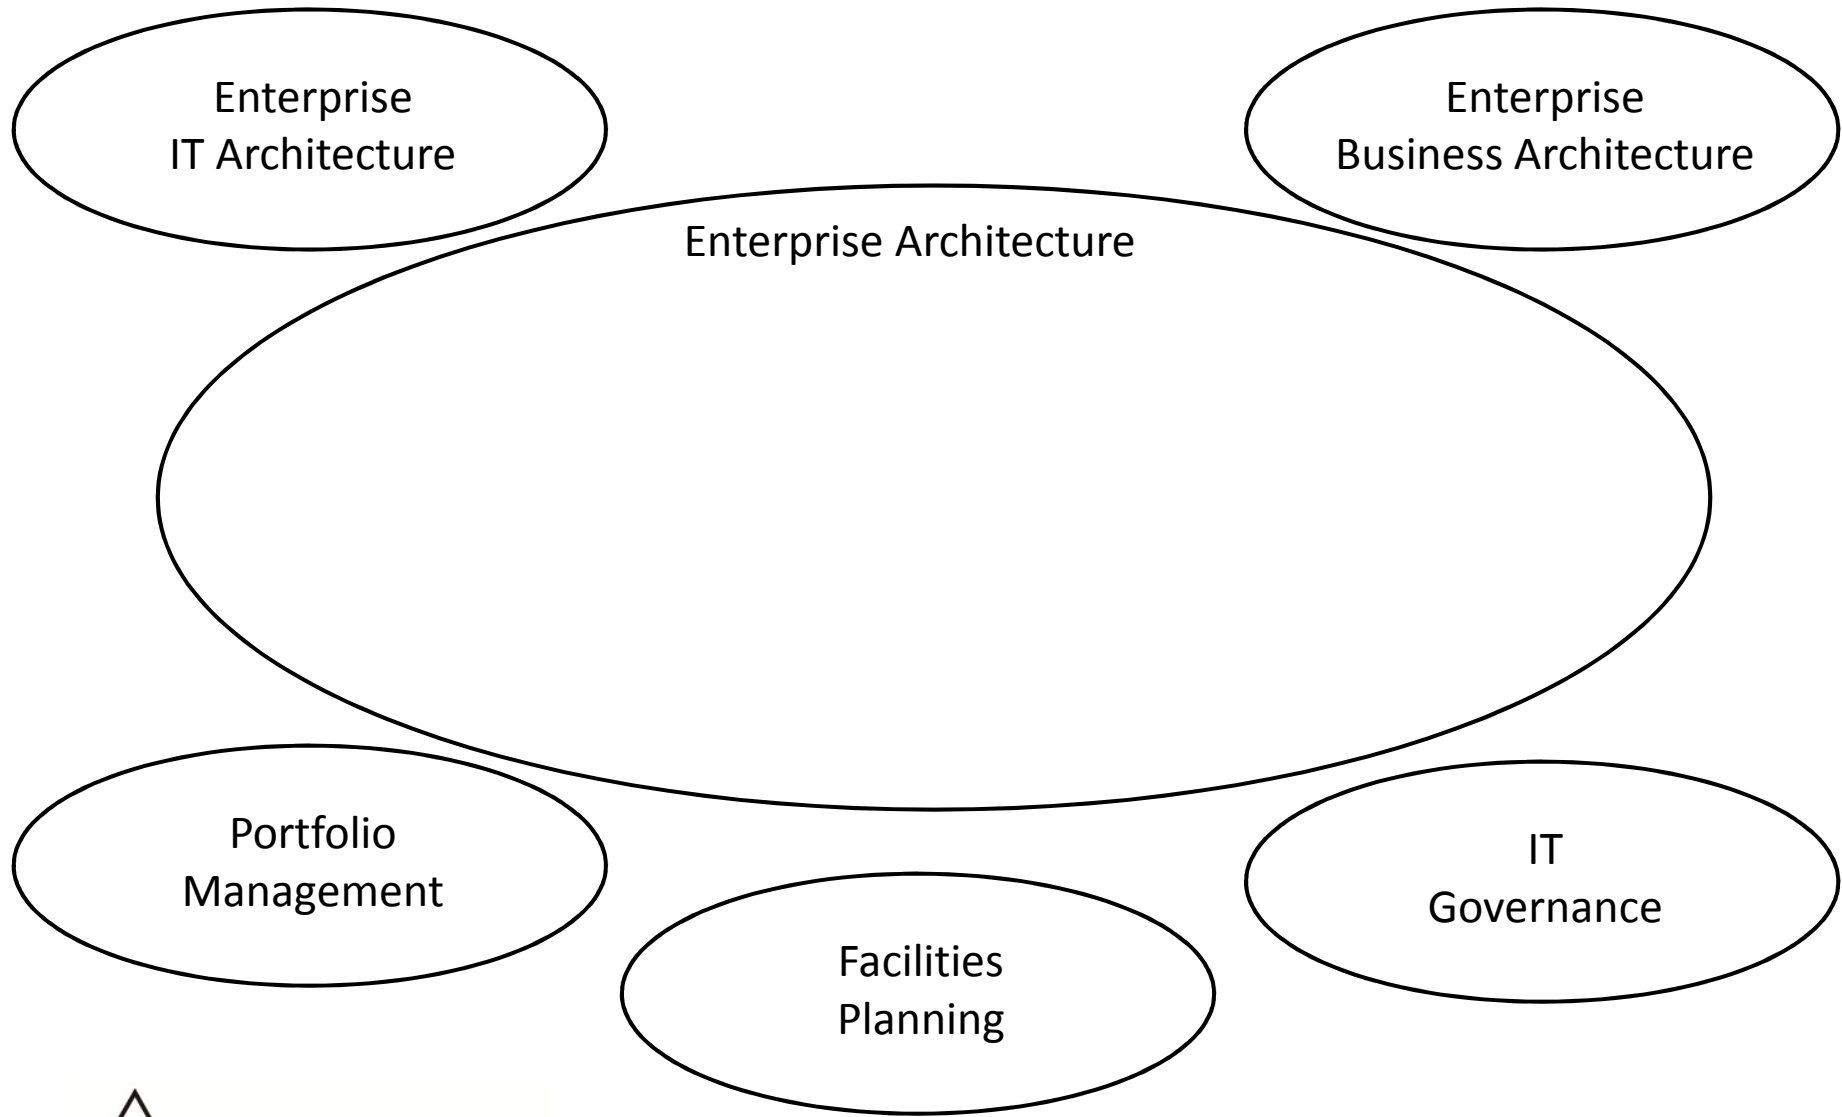 Enterprise
IT Architecture
Enterprise
Business Architecture
Enterprise Architecture
Portfolio
Management
IT
Governance
Facilities
Planning